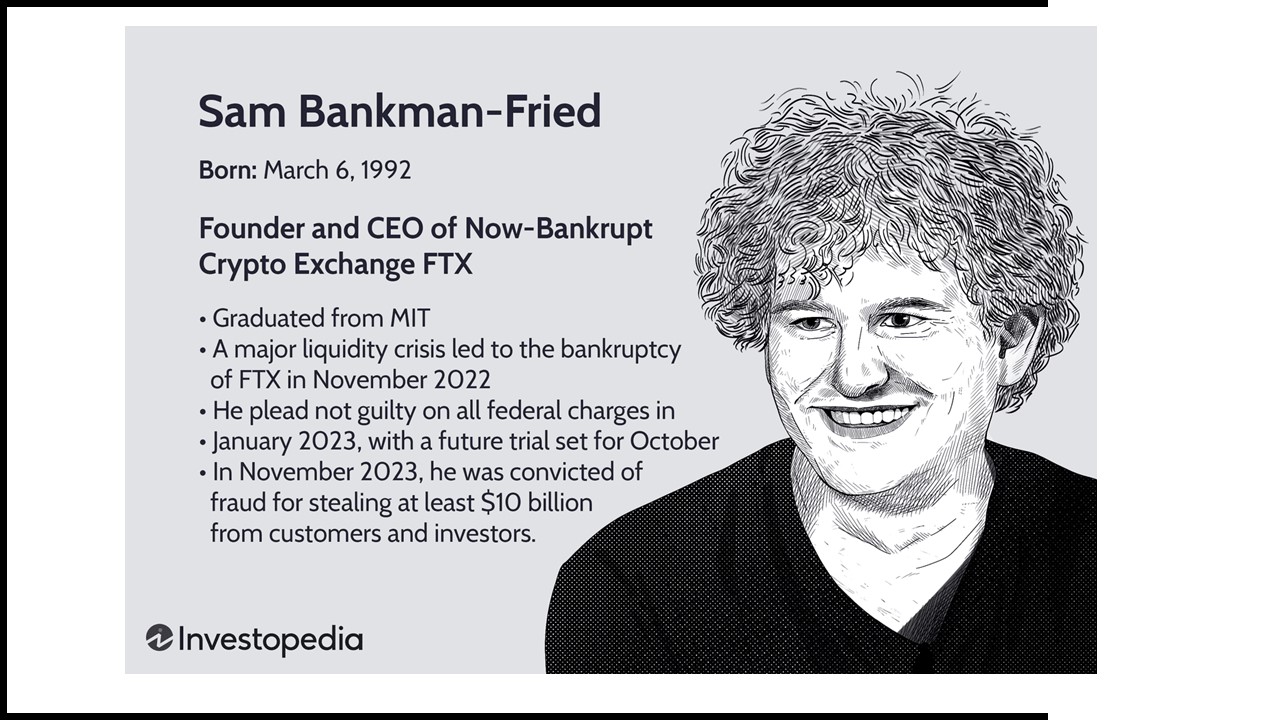 Sam Bankman-Fried
Born: March 6, 1992
Founder and CEO of Now-Bankrupt
Crypto Exchange FTX
• Graduated from MIT
• A major liquidity crisis led to the bankruptcy
of FTX in November 2022
• He plead not guilty on all federal charges in
• January 2023, with a future trial set for October
• In November 2023, he was convicted of
fraud for stealing at least $10 billion
from customers and investors.
Investopedia